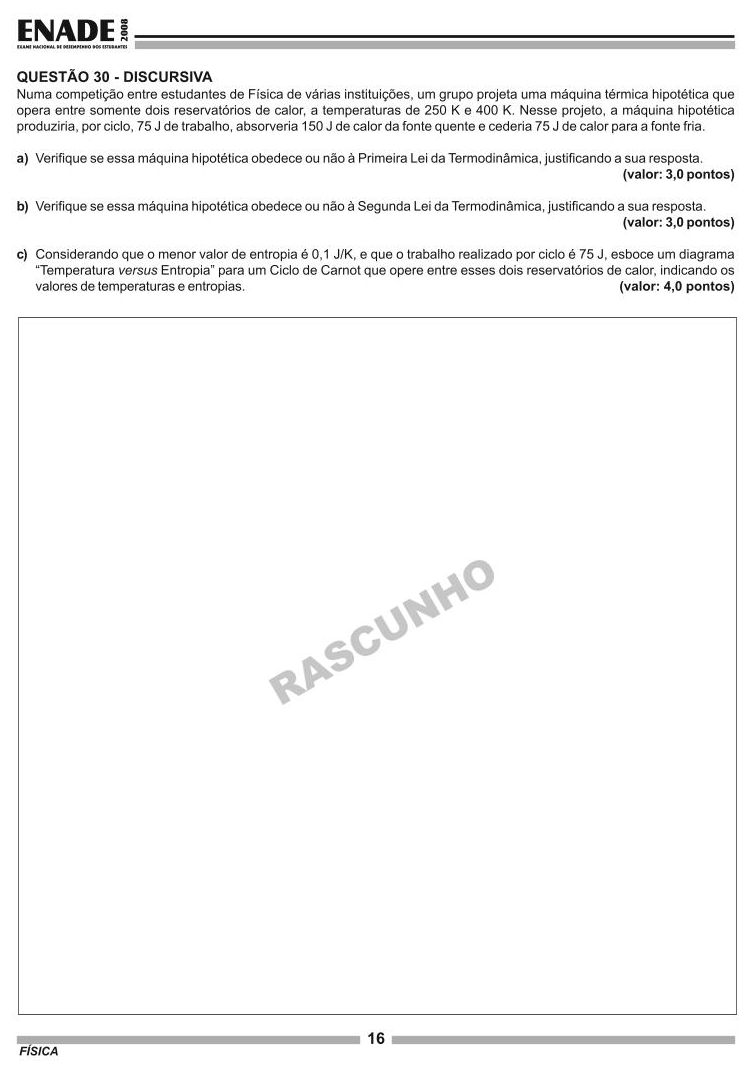 ENADE 2008
EXAME NACIONAL DE DESEMPENHO DOS ESTUDANTES
QUESTÃO 30 - DISCURSIVA
Numa competição entre estudantes de Física de várias instituições, um grupo projeta uma máquina térmica hipotética que
opera entre somente dois reservatórios de calor, a temperaturas de 250 K e 400 K. Nesse projeto, a máquina hipotética
produziria, por ciclo, 75 J de trabalho, absorveria 150 J de calor da fonte quente e cederia 75 J de calor para a fonte fria.
a) Verifique se essa máquina hipotética obedece ou não à Primeira Lei da Termodinâmica, justificando a sua resposta.
(valor: 3,0 pontos)
b) Verifique se essa máquina hipotética obedece ou não à Segunda Lei da Termodinâmica, justificando a sua resposta.
(valor: 3,0 pontos)
c) Considerando que o menor valor de entropia é 0,1 J/K, e que o trabalho realizado por ciclo é 75 J, esboce um diagrama
“Temperatura versus Entropia” para um Ciclo de Carnot que opere entre esses dois reservatórios de calor, indicando os
valores de temperaturas e entropias. (valor: 4,0 pontos)
RASCUNHO
16
FÍSICA